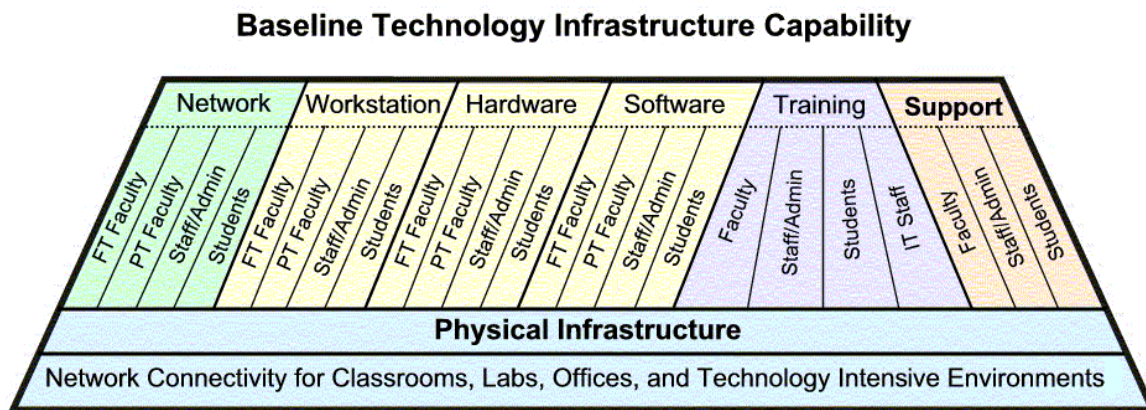 Baseline Technology Infrastructure Capability
Network
Workstation
Hardware
Software
Training
Support
FT Faculty
PT Faculty
Staff/Admin
Students
FT Faculty
PT Faculty
Staff/Admin
Students
FT Faculty
PT Faculty
Staff/Admin
Students
FT Faculty
PT Faculty
Staff/Admin
Students
Faculty
Staff/Admin
Students
IT Staff
Faculty
Staff/Admin
Students
Physical Infrastructure
Network Connectivity for Classrooms, Labs, Offices, and Technology Intensive Environments